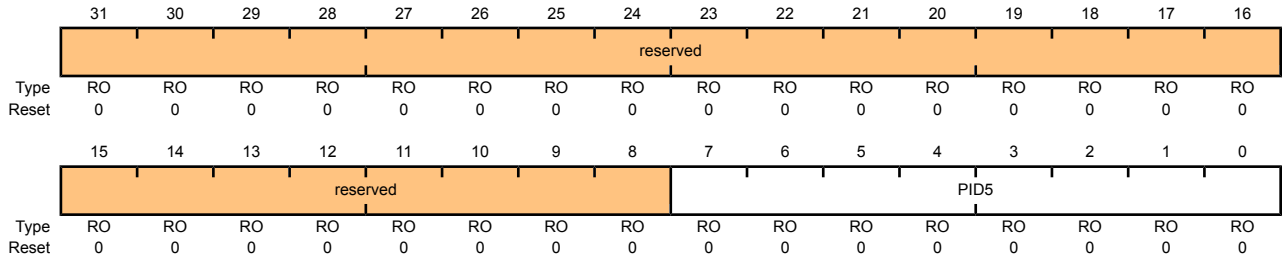 31 30 29 28 27 26 25 24 23 22 21 20 19 18 17 16
reserved
Type RO RO RO RO RO RO RO RO RO RO RO RO RO RO RO RO
Reset 0 0 0 0 0 0 0 0 0 0 0 0 0 0 0 0
15 14 13 12 11 10 9 8 7 6 5 4 3 2 1 0
reserved PID5
Type RO RO RO RO RO RO RO RO RO RO RO RO RO RO RO RO
Reset 0 0 0 0 0 0 0 0 0 0 0 0 0 0 0 0